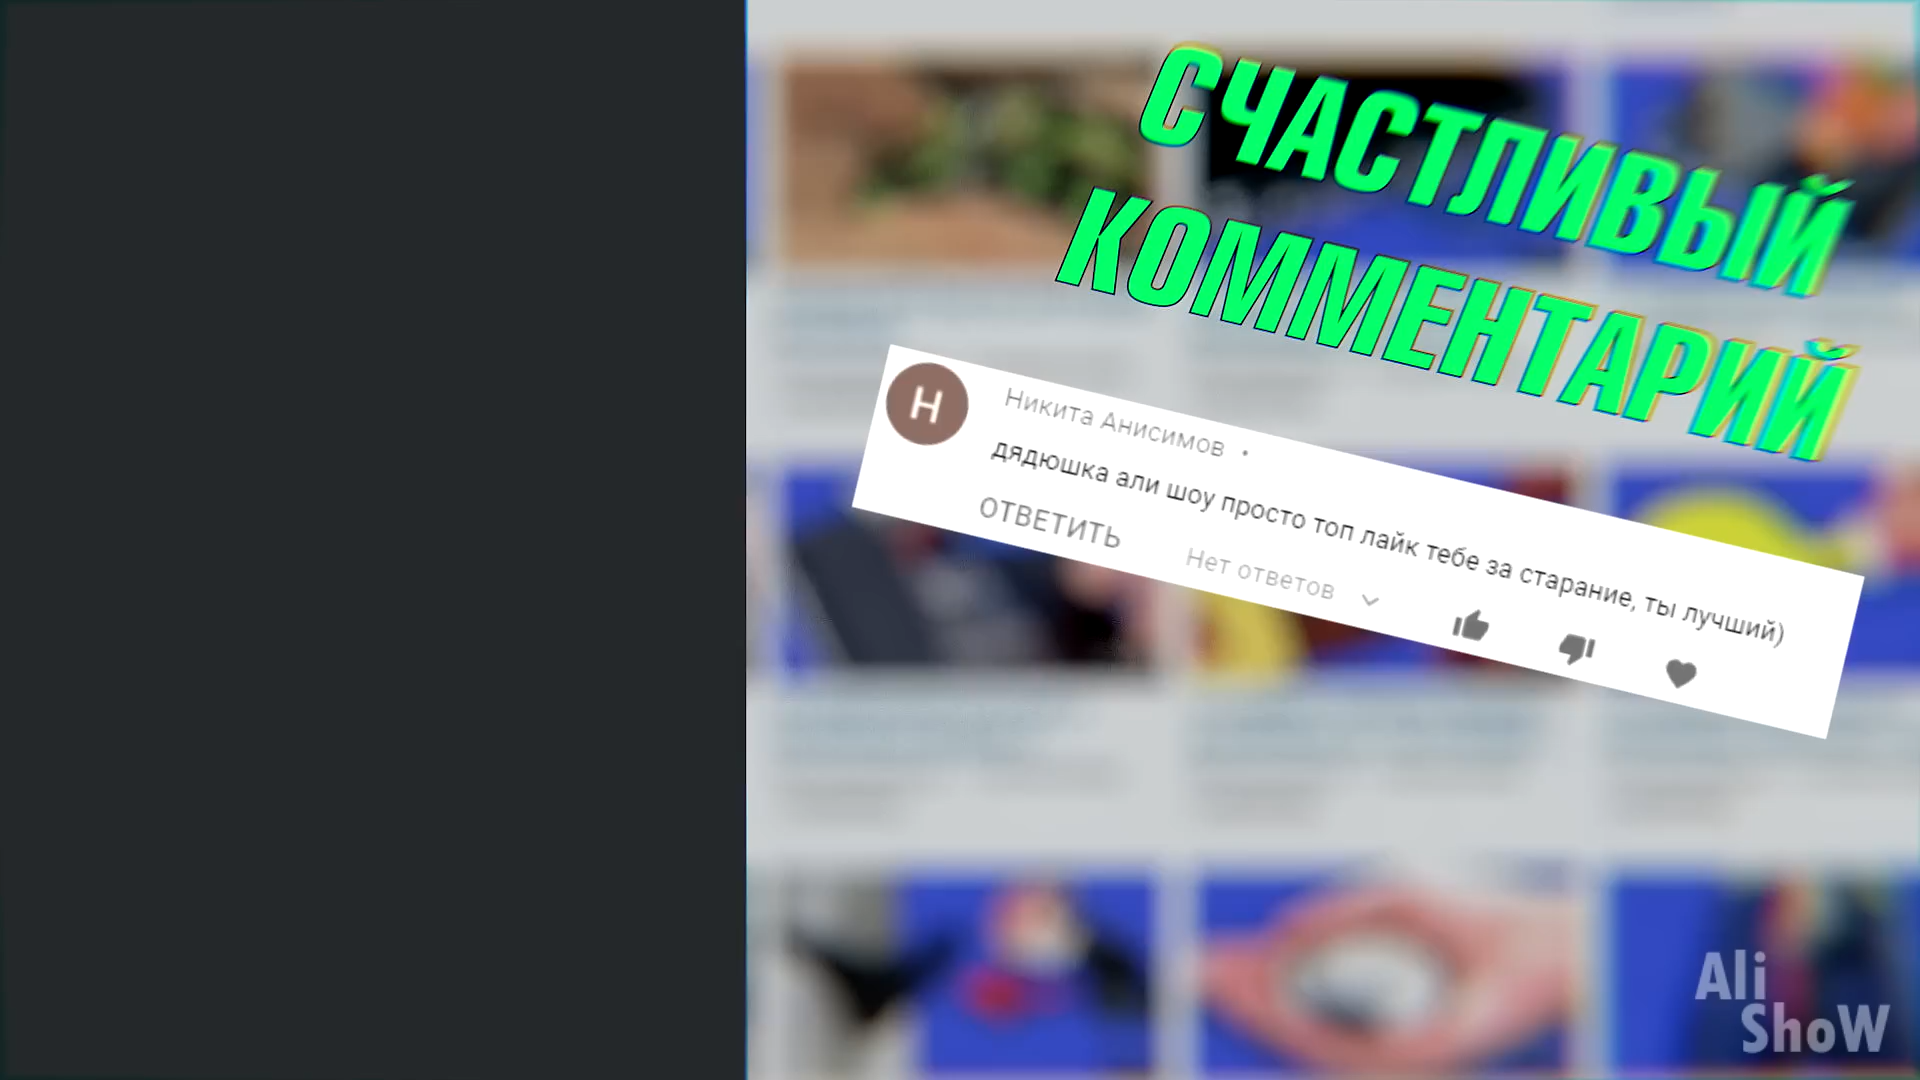 СЧАСТЛИВЫЙ
КОММЕНТАРИЙ
Н
Никита Анисимов •
дядюшка али шоу просто топ лайк тебе за старание, ты лучший)
ОТВЕТИТЬ
Нет ответов
Ali
ShoW